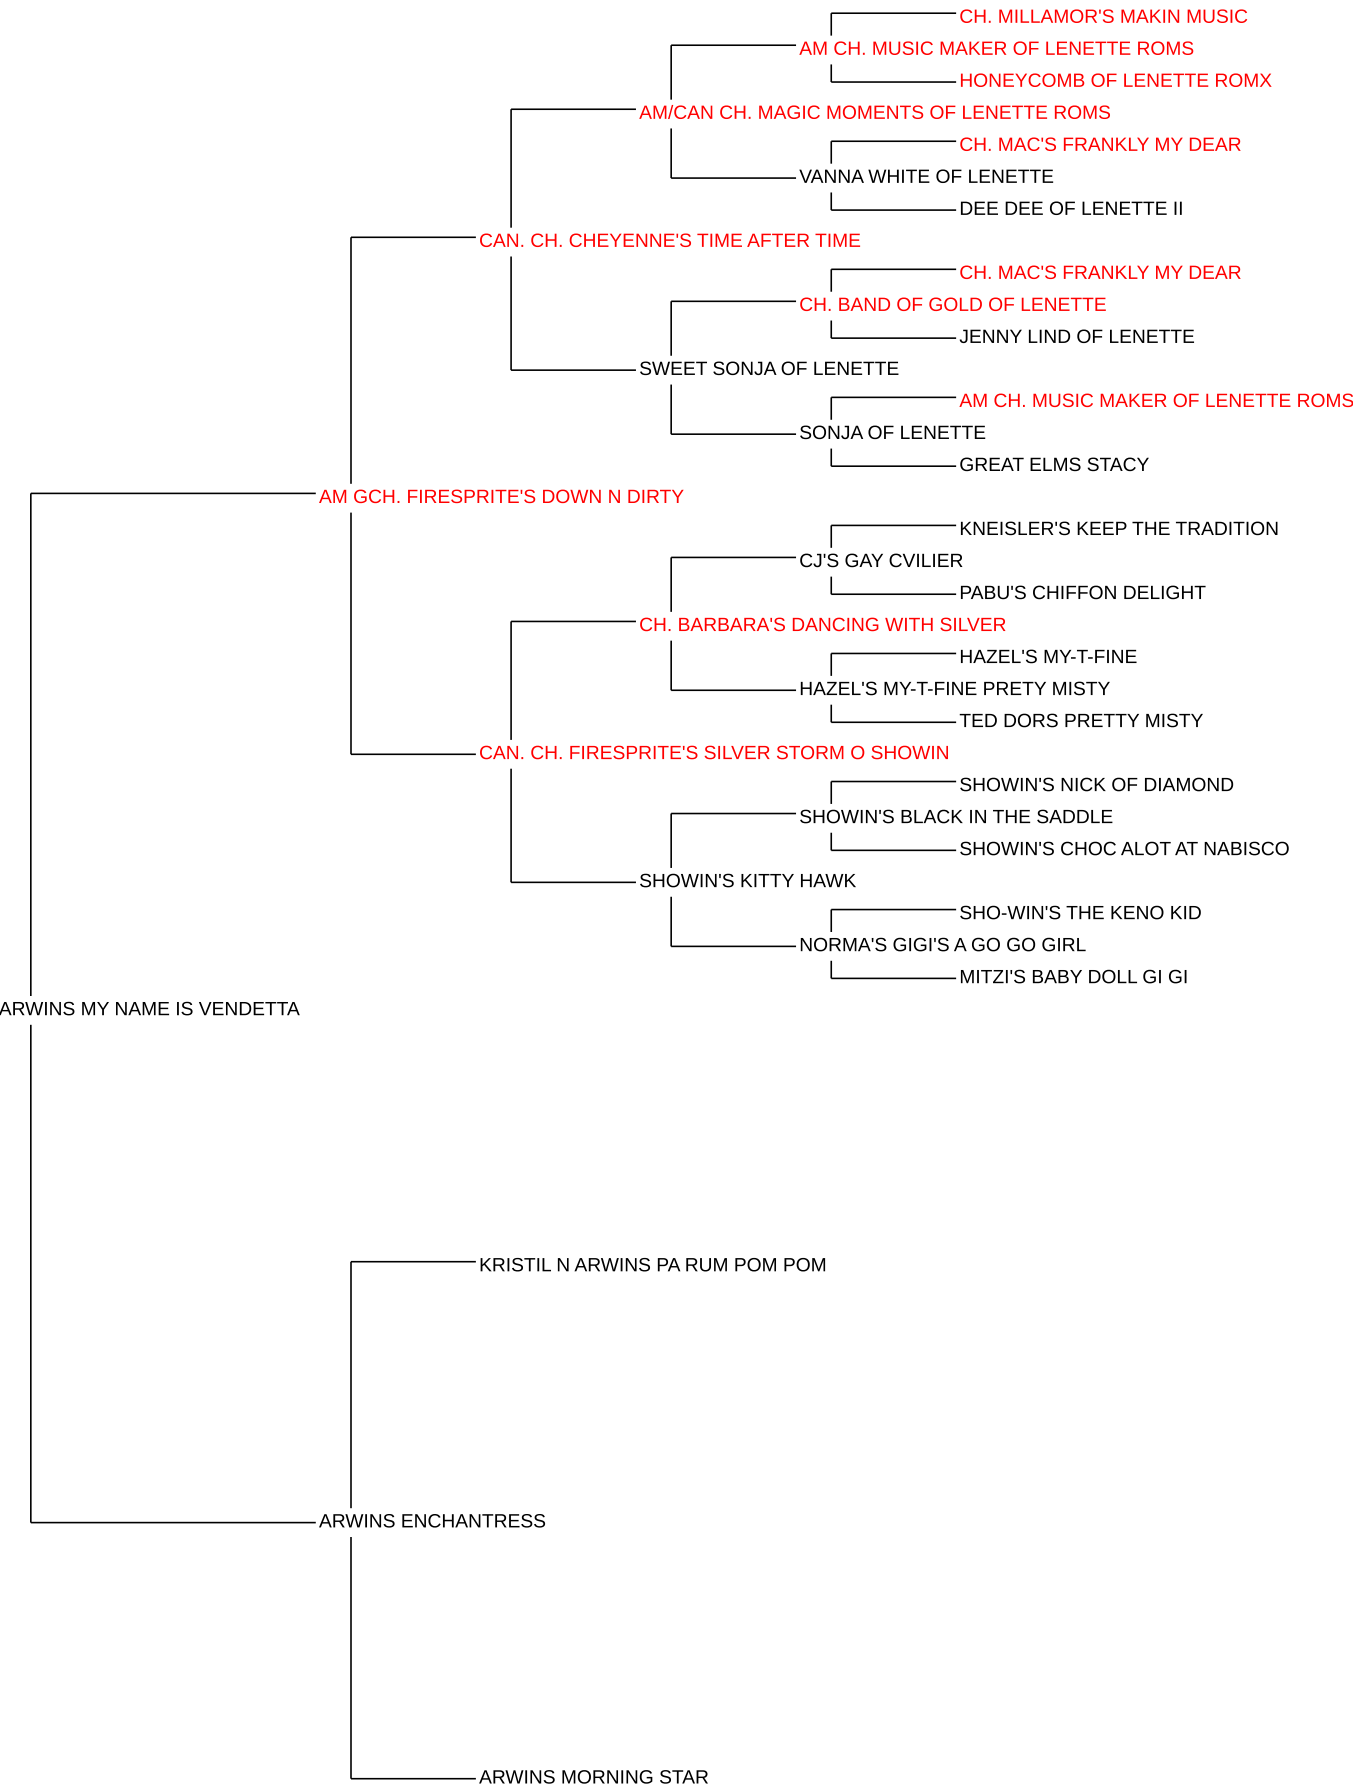 CH. MILLAMOR'S MAKIN MUSIC
AM CH. MUSIC MAKER OF LENETTE ROMS
HONEYCOMB OF LENETTE ROMX
AM/CAN CH. MAGIC MOMENTS OF LENETTE ROMS
CH. MAC'S FRANKLY MY DEAR
VANNA WHITE OF LENETTE
DEE DEE OF LENETTE II
CAN. CH. CHEYENNE'S TIME AFTER TIME
CH. MAC'S FRANKLY MY DEAR
CH. BAND OF GOLD OF LENETTE
JENNY LIND OF LENETTE
SWEET SONJA OF LENETTE
AM CH. MUSIC MAKER OF LENETTE ROMS
SONJA OF LENETTE
GREAT ELMS STACY
AM GCH. FIRESPRITE'S DOWN N DIRTY
KNEISLER'S KEEP THE TRADITION
CJ'S GAY CVILIER
PABU'S CHIFFON DELIGHT
CH. BARBARA'S DANCING WITH SILVER
HAZEL'S MY-T-FINE
HAZEL'S MY-T-FINE PRETY MISTY
TED DORS PRETTY MISTY
CAN. CH. FIRESPRITE'S SILVER STORM O SHOWIN
SHOWIN'S NICK OF DIAMOND
SHOWIN'S BLACK IN THE SADDLE
SHOWIN'S CHOC ALOT AT NABISCO
SHOWIN'S KITTY HAWK
SHO-WIN'S THE KENO KID
NORMA'S GIGI'S A GO GO GIRL
MITZI'S BABY DOLL GI GI
ARWINS MY NAME IS VENDETTA
KRISTIL N ARWINS PA RUM POM POM
ARWINS ENCHANTRESS
ARWINS MORNING STAR